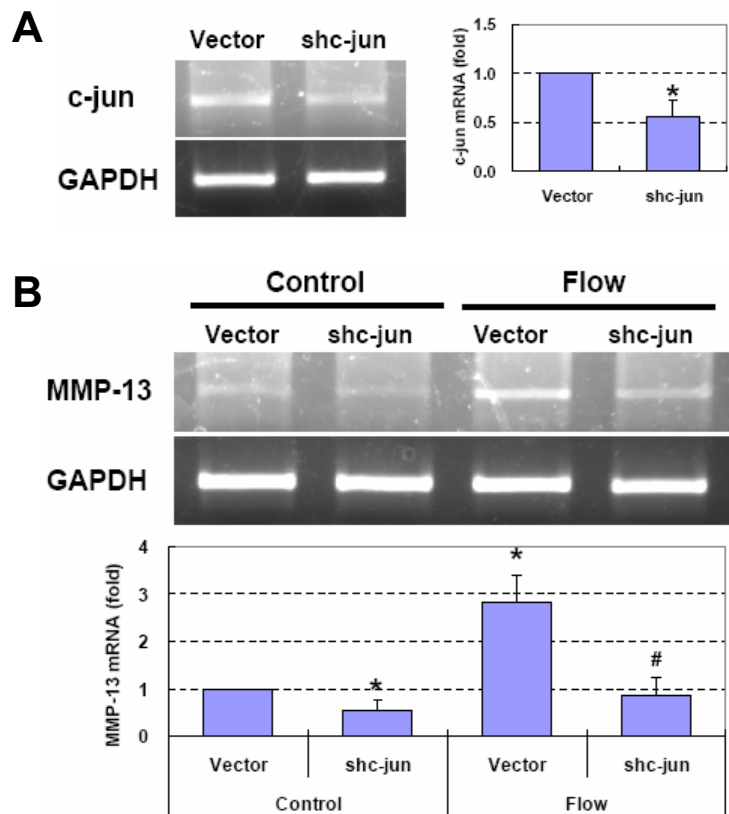 A
Vector shc-jun
c-jun
GAPDH
c-jun mRNA (fold)
1.5
1.0
0.5
0.0
*
Vector shc-jun
B
Control Flow
Vector shc-jun Vector shc-jun
MMP-13
GAPDH
MMP-13 mRNA (fold)
4
3
2
1
0
*
*
#
Vector shc-jun Vector shc-jun
Control Flow